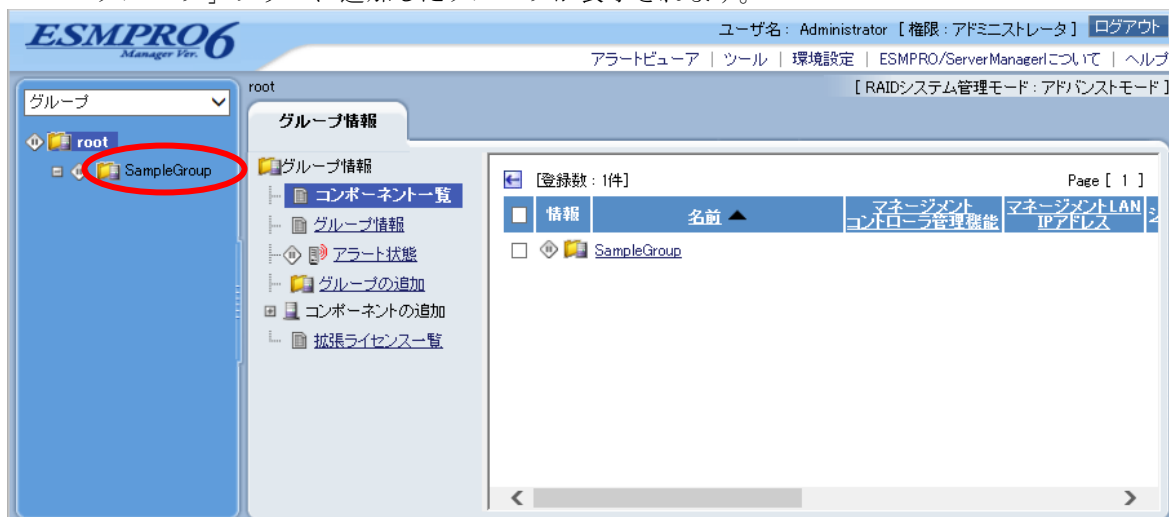 ESMPRO6
Manager Ver.
ユーザ名： Administrator [ 権限：アドミニストレータ ] ログアウト
アラートビューア | ツール | 環境設定 | ESMPRO/ServerManagerについて | ヘルプ
グループ
root
[ RAIDシステム管理モード：アドバンストモード ]
グループ情報
root
SampleGroup
グループ情報
コンポーネント一覧
グループ情報
アラート状態
グループの追加
コンポーネントの追加
拡張ライセンス一覧
[登録数：1件]
Page [ 1 ]
情報
名前 ▲
マネージメント
コントローラ管理機能
マネージメントLAN
IPアドレス
SampleGroup